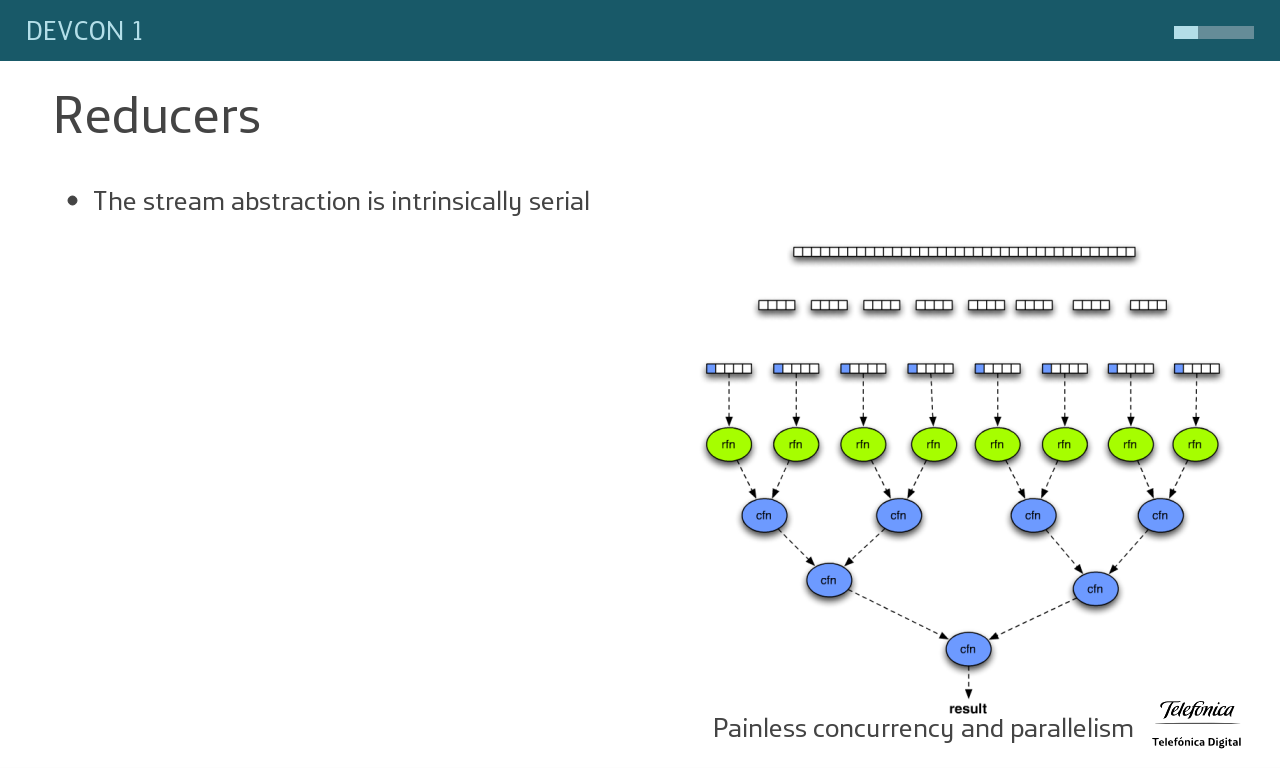 DEVCON 1
Reducers
The stream abstraction is intrinsically serial
rfn rfn rfn rfn rfn rfn rfn rfn
cfn cfn cfn cfn
cfn cfn
cfn
result
Painless concurrency and parallelism
Telefónica
Telefónica Digital